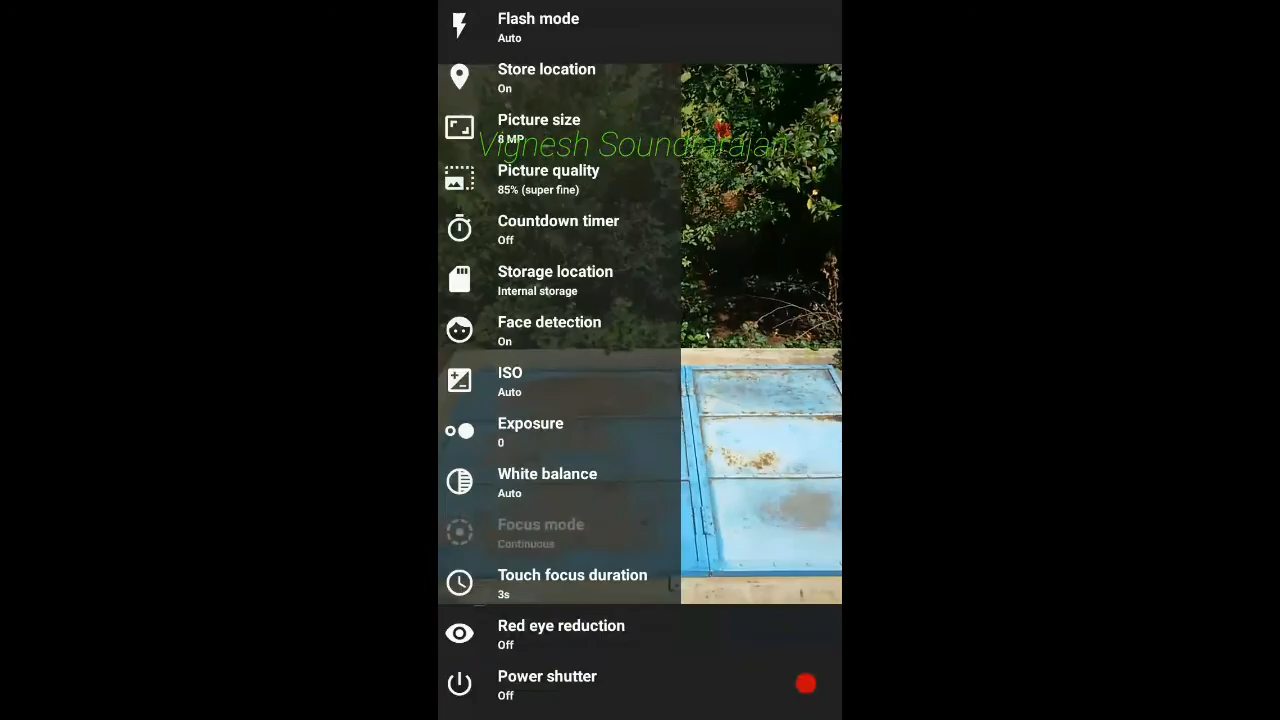 Flash mode
Auto
Store location
On
Picture size
8 MP
Vignesh Soundrarajan
Picture quality
85% (super fine)
Countdown timer
Off
Storage location
Internal storage
Face detection
On
ISO
Auto
Exposure
0
White balance
Auto
Focus mode
Continuous
Touch focus duration
3s
Red eye reduction
Off
Power shutter
Off